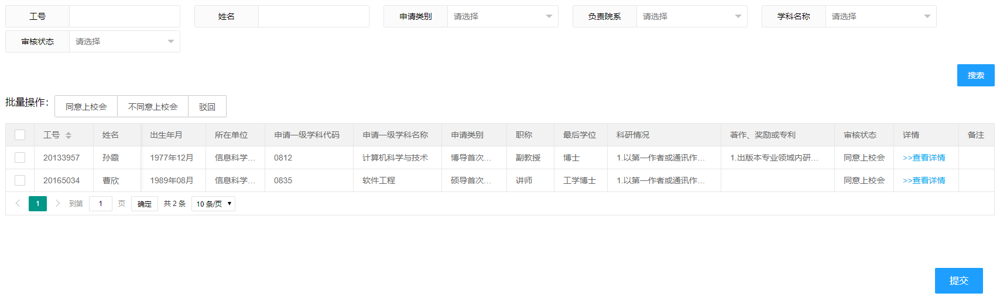 工号 姓名 申请类别 请选择 负责院系 请选择 学科名称 请选择
审核状态 请选择
搜索
批量操作： 同意上校会 不同意上校会 驳回
工号 姓名 出生年月 所在单位 申请一级学科代码 申请一级学科名称 申请类别 职称 最后学位 科研情况 著作、奖励或专利 审核状态 详情 备注
20133957 孙霞 1977年12月 信息科学... 0812 计算机科学与技术 博导首次... 副教授 博士 1.以第一作者或通讯作... 1.出版本专业领域内研... 同意上校会 >>查看详情
20165034 曹欣 1989年08月 信息科学... 0835 软件工程 硕导首次... 讲师 工学博士 1.以第一作者或通讯作... 同意上校会 >>查看详情
1 到第 1 页 确定 共 2 条 10 条/页
提交